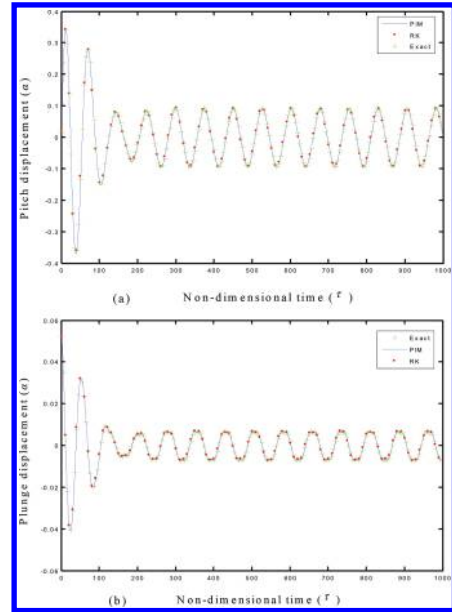 0.4
0.3
0.2
0.1
0
-0.1
-0.2
-0.3
-0.4
Pitch displacement (α)
PIM
RK
Exact
0 100 200 300 400 500 600 700 800 900 1000
(a) Non-dimensional time (τ)
0.06
0.04
0.02
0
-0.02
-0.04
-0.06
Plunge displacement (α)
Exact
PIM
RK
0 100 200 300 400 500 600 700 800 900 1000
(b) Non-dimensional time (τ)